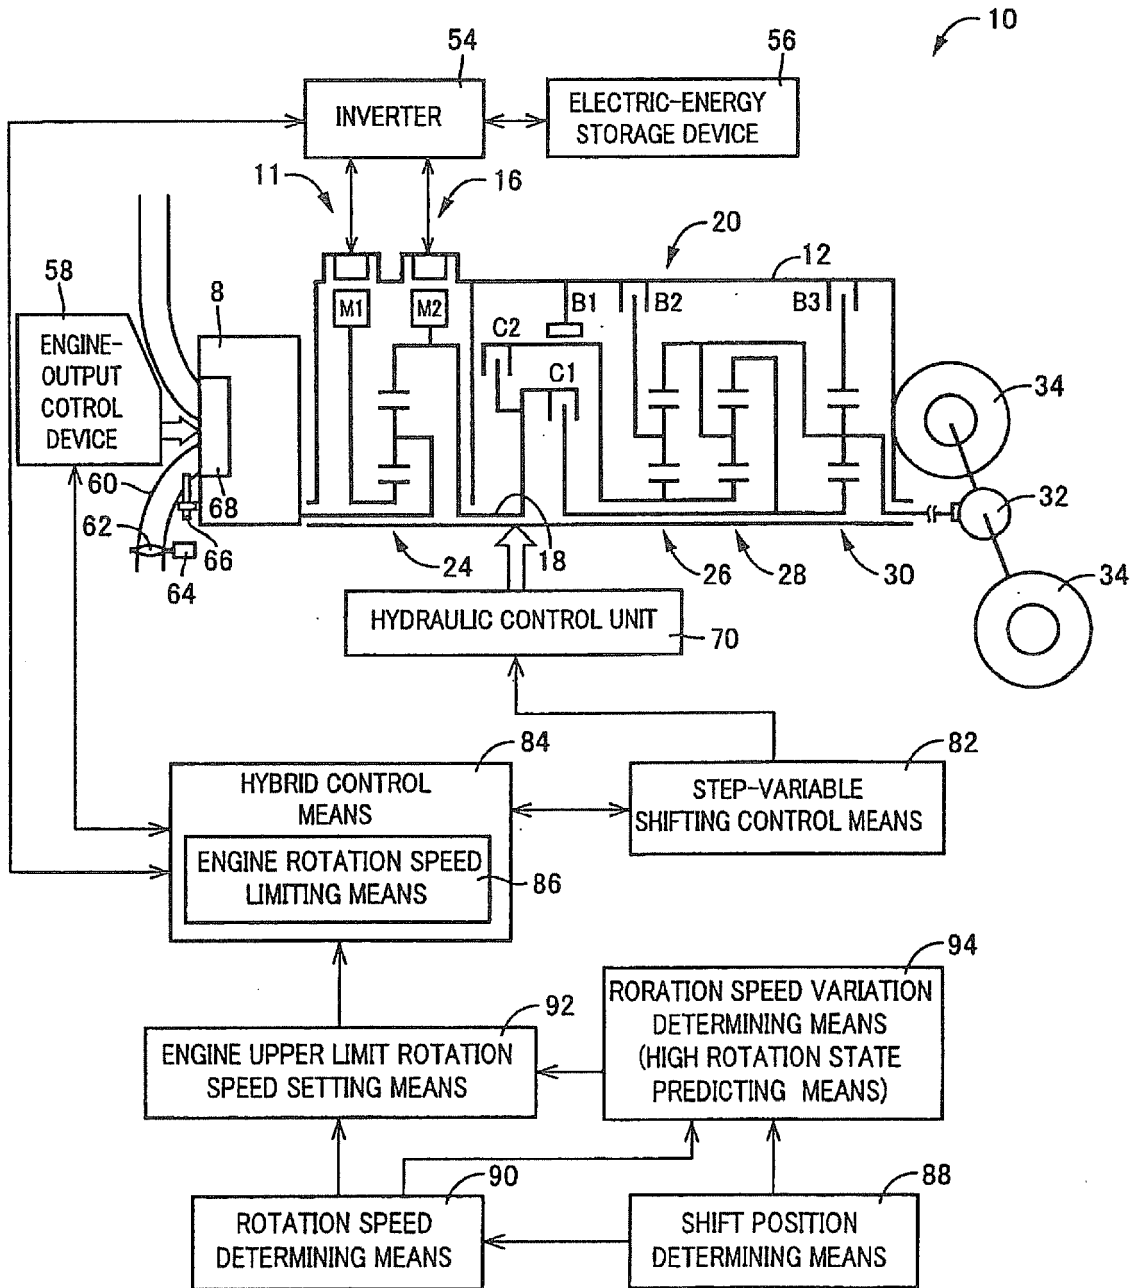 10
54
56
INVERTER
ELECTRIC-ENERGY
STORAGE DEVICE
11
16
20
12
58
8
M1
M2
B1
B2
B3
C2
C1
ENGINE-
OUTPUT
COTROL
DEVICE
34
32
60
68
62
66
64
24
18
26
28
30
34
HYDRAULIC CONTROL UNIT
70
84
82
HYBRID CONTROL
MEANS
STEP-VARIABLE
SHIFTING CONTROL MEANS
ENGINE ROTATION SPEED
LIMITING MEANS
86
94
92
RORATION SPEED VARIATION
DETERMINING MEANS
(HIGH ROTATION STATE
PREDICTING MEANS)
ENGINE UPPER LIMIT ROTATION
SPEED SETTING MEANS
90
88
ROTATION SPEED
DETERMINING MEANS
SHIFT POSITION
DETERMINING MEANS